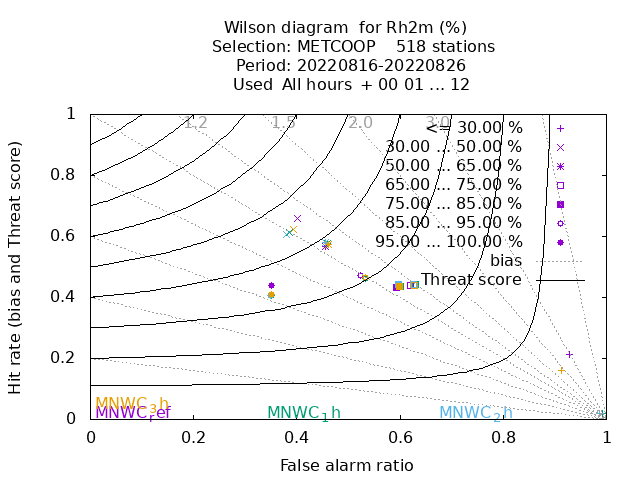 Wilson diagram  for Rh2m (%)
Selection: METCOOP    518 stations
Period: 20220816-20220826
Used  All hours  + 00 01 ... 12
1.2 1.5 2.0 3.0
<= 30.00 %
30.00 ... 50.00 %
50.00 ... 65.00 %
65.00 ... 75.00 %
75.00 ... 85.00 %
85.00 ... 95.00 %
95.00 ... 100.00 %
bias
Threat score
Hit rate (bias and Threat score)
1
0.8
0.6
0.4
0.2
0
MNWC_3h
MNWC_ref MNWC_1h MNWC_2h
0 0.2 0.4 0.6 0.8 1
False alarm ratio